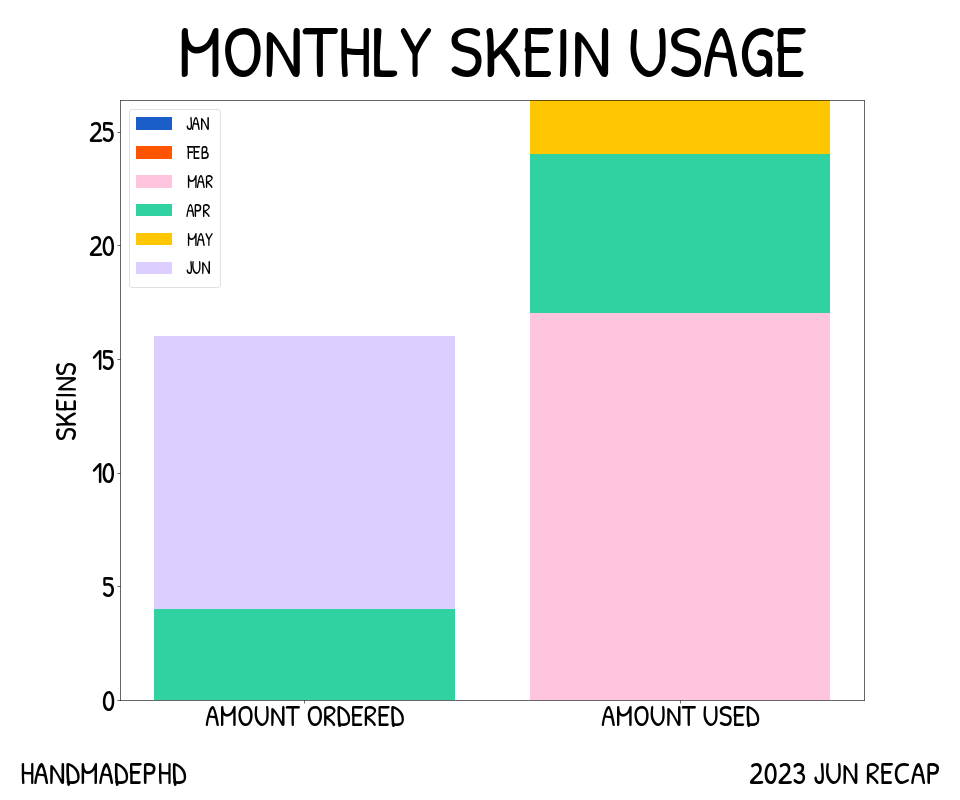 MONTHLY SKEIN USAGE
JAN
FEB
MAR
APR
MAY
JUN
25
20
15
10
5
0
SKEINS
AMOUNT ORDERED
AMOUNT USED
HANDMADEPHD
2023 JUN RECAP